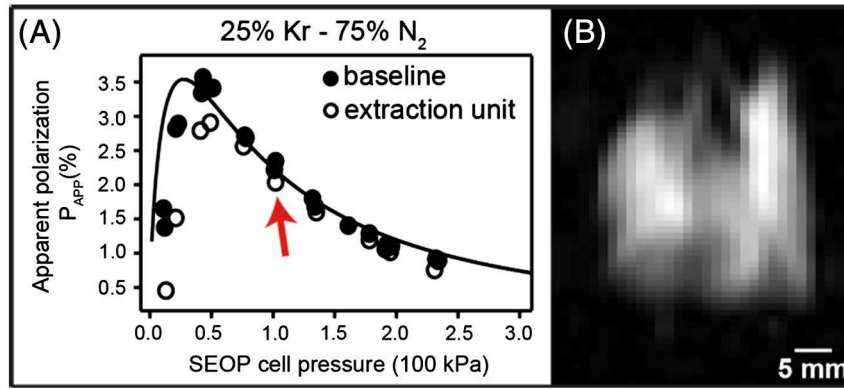 (A)
25% Kr - 75% N₂
baseline
extraction unit
Apparent polarization
P_APP(%)
3.5
3.0
2.5
2.0
1.5
1.0
0.5
0.0
0.5
1.0
1.5
2.0
2.5
3.0
SEOP cell pressure (100 kPa)
(B)
5 mm